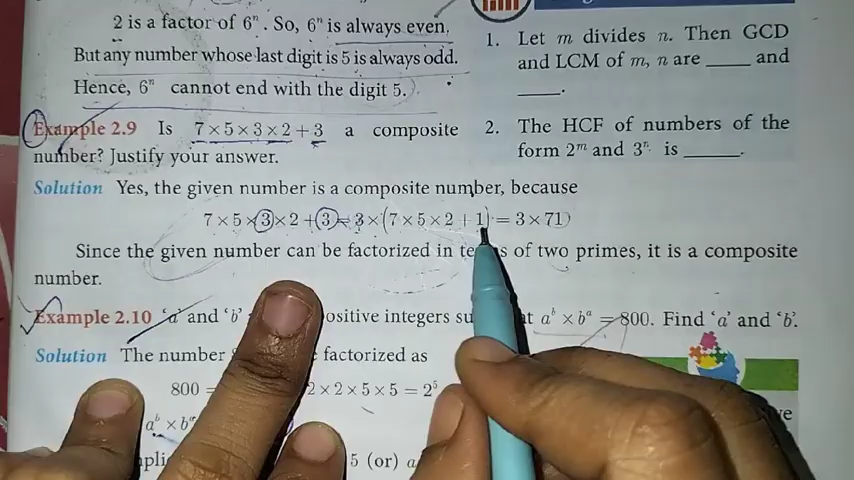 2 is a factor of 6ⁿ. So, 6ⁿ is always even.
But any number whose last digit is 5 is always odd.
Hence, 6ⁿ cannot end with the digit 5.
Example 2.9 Is 7 × 5 × 3 × 2 + 3 a composite
number? Justify your answer.
Solution Yes, the given number is a composite number, because
7 × 5 × 3 × 2 + 3 = 3 × (7 × 5 × 2 + 1) = 3 × 71
Since the given number can be factorized in terms of two primes, it is a composite
number.
Example 2.10 ‘a’ and ‘b’ ositive integers su t aᵇ × bᵃ = 800. Find ‘a’ and ‘b’.
Solution The number factorized as
800 = 2 × 2 × 5 × 5 = 2⁵
aᵇ × bᵃ
5 (or) a
1. Let m divides n. Then GCD
and LCM of m, n are ____ and
____.
2. The HCF of numbers of the
form 2ᵐ and 3ⁿ is ____.